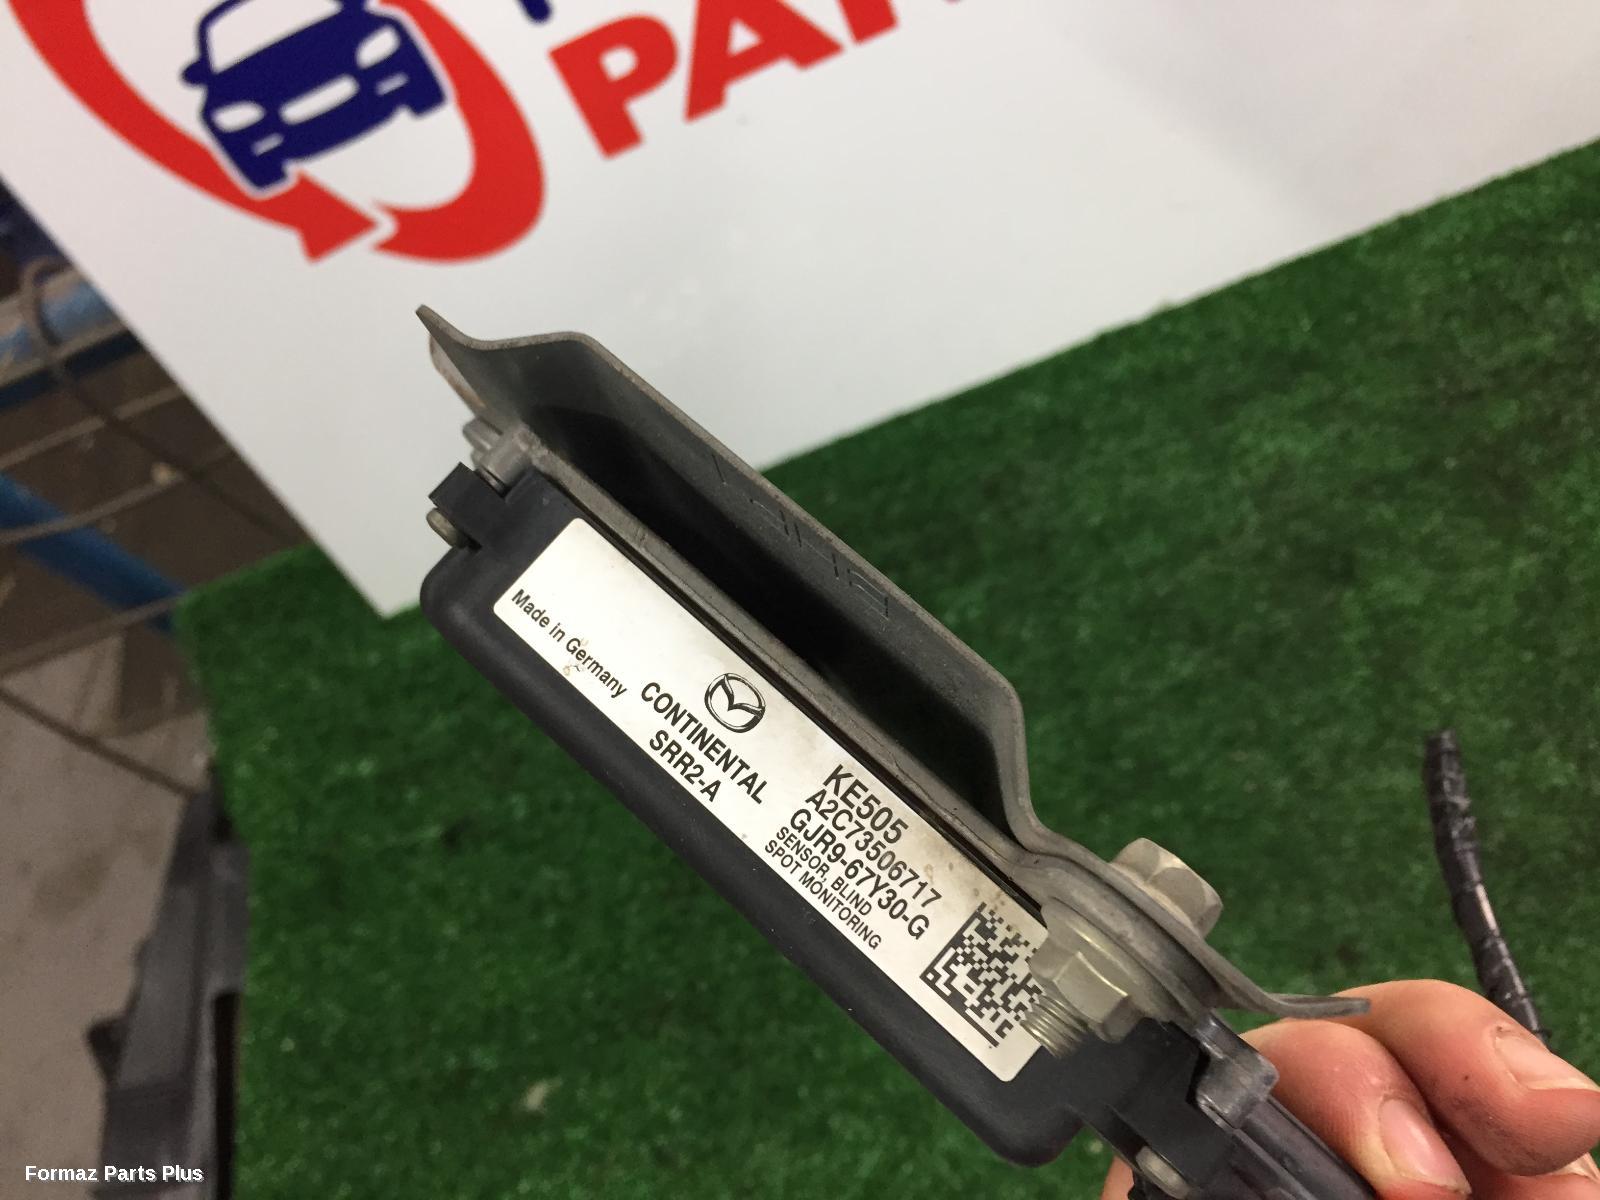 PAR
Made in Germany
CONTINENTAL
SRR2-A
KE505
A2C73506717
GJR9-67Y30-G
SENSOR, BLIND
SPOT MONITORING
Formaz Parts Plus